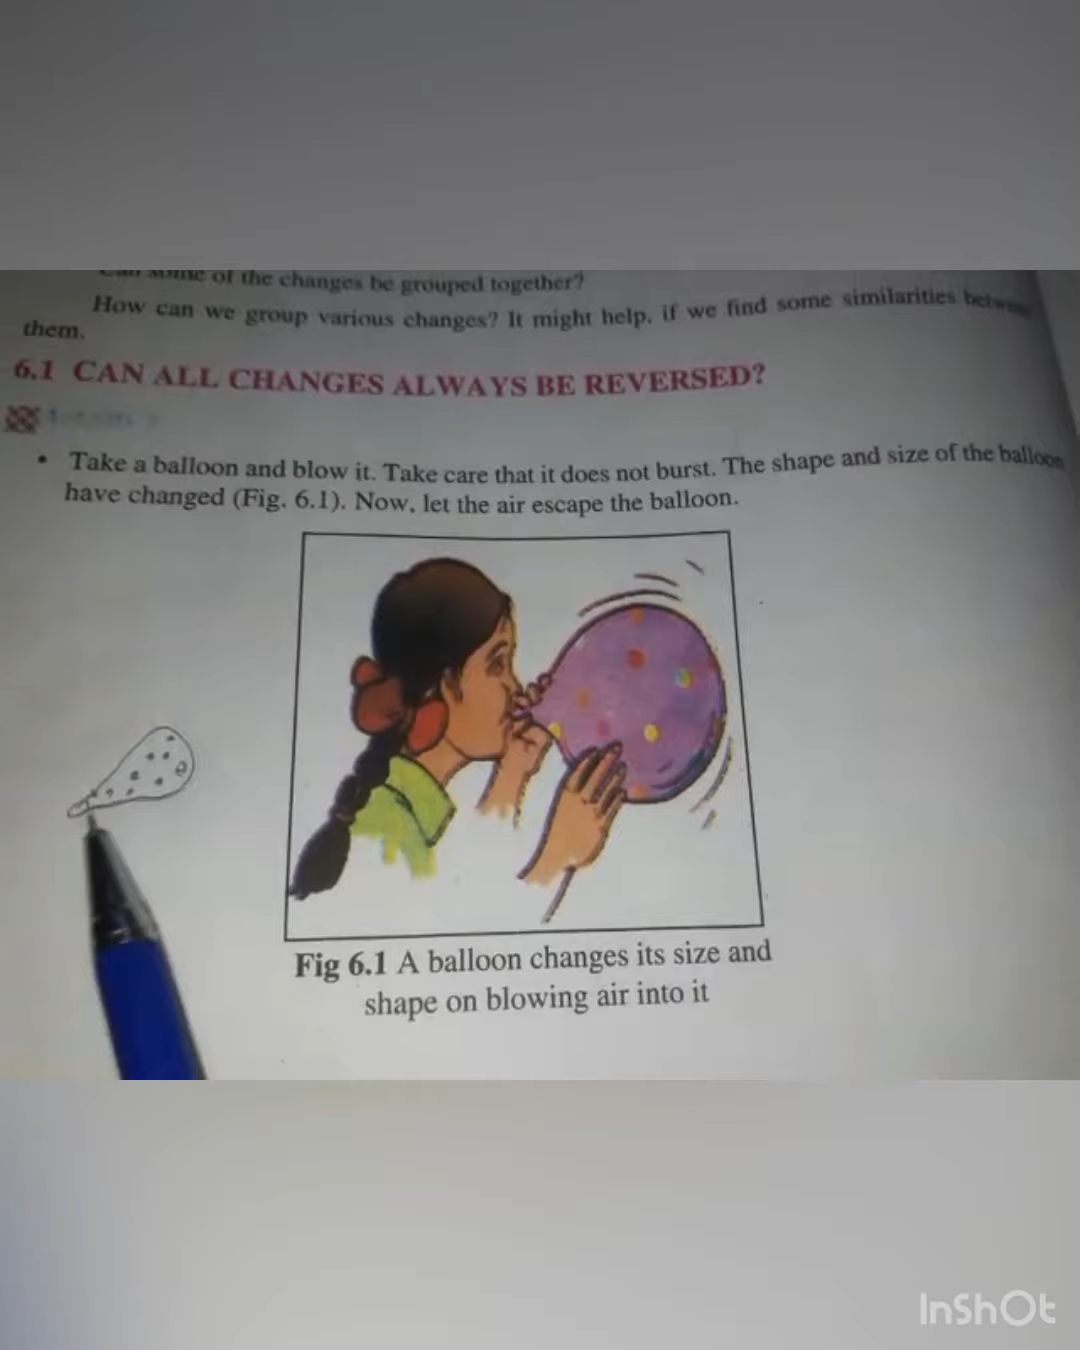 some of the changes be grouped together?
How can we group various changes? It might help, if we find some similarities between
them.
6.1 CAN ALL CHANGES ALWAYS BE REVERSED?
• Take a balloon and blow it. Take care that it does not burst. The shape and size of the balloon
have changed (Fig. 6.1). Now, let the air escape the balloon.
Fig 6.1 A balloon changes its size and
shape on blowing air into it
InShOt